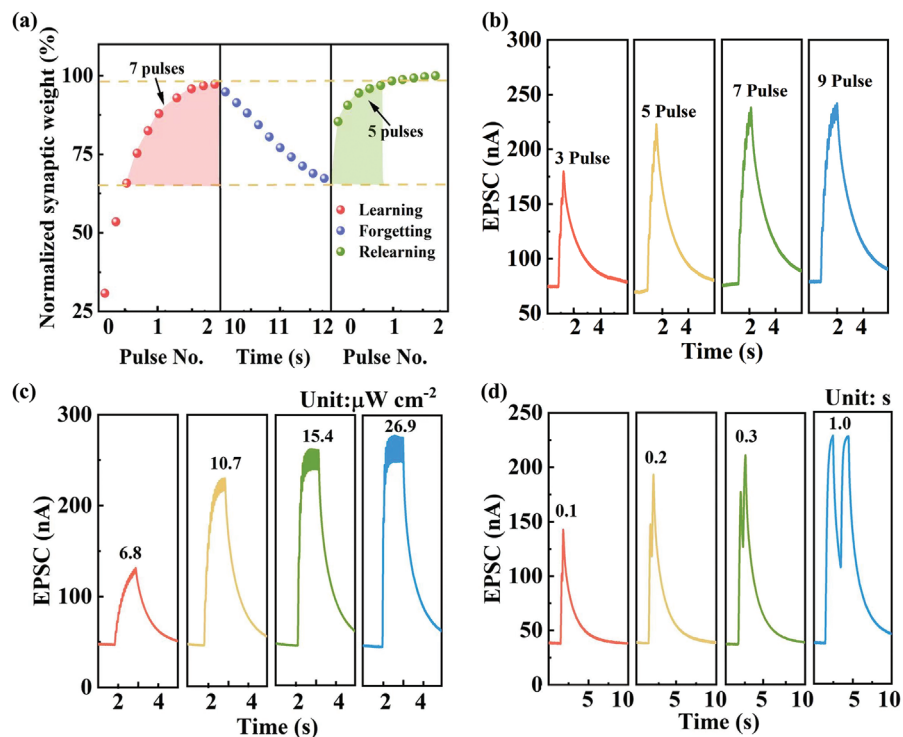 (a)
Normalized synaptic weight (%)
100
75
50
25
7 pulses
5 pulses
Learning
Forgetting
Relearning
0 1 2 10 11 12 0 1 2
Pulse No. Time (s) Pulse No.
(b)
EPSC (nA)
300
250
200
150
100
50
3 Pulse
5 Pulse
7 Pulse
9 Pulse
2 4 2 4 2 4 2 4
Time (s)
(c)
Unit:μW cm⁻²
EPSC (nA)
300
200
100
0
6.8
10.7
15.4
26.9
2 4 2 4 2 4 2 4
Time (s)
(d)
Unit: s
EPSC (nA)
250
200
150
100
50
0
0.1
0.2
0.3
1.0
5 10 5 10 5 10 5 10
Time (s)